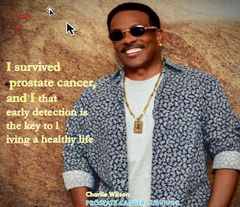 I survived
prostate cancer,
and I that
early detection is
the key to l
iving a healthy life
Charlie Wilson
PROSTATE CANCER SURVIVOR